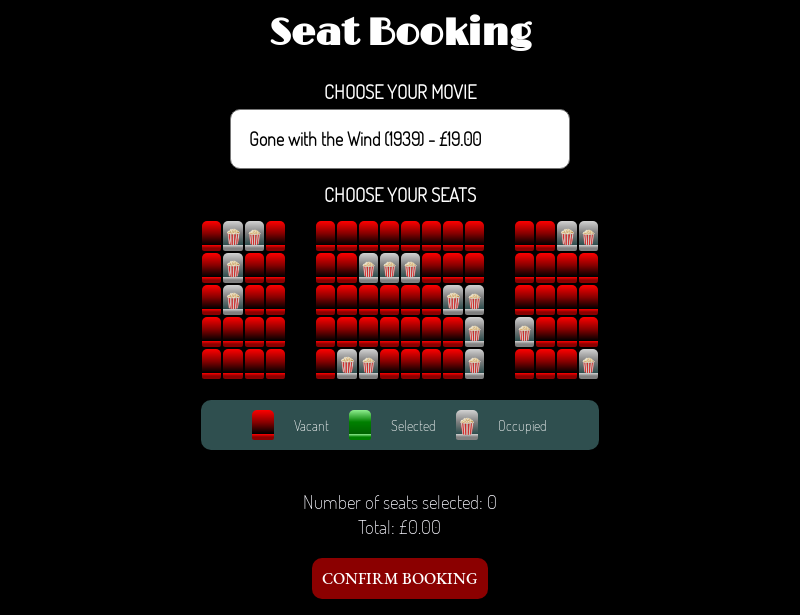 Seat Booking
CHOOSE YOUR MOVIE
Gone with the Wind (1939) - £19.00
CHOOSE YOUR SEATS
Vacant Selected Occupied
Number of seats selected: 0
Total: £0.00
CONFIRM BOOKING